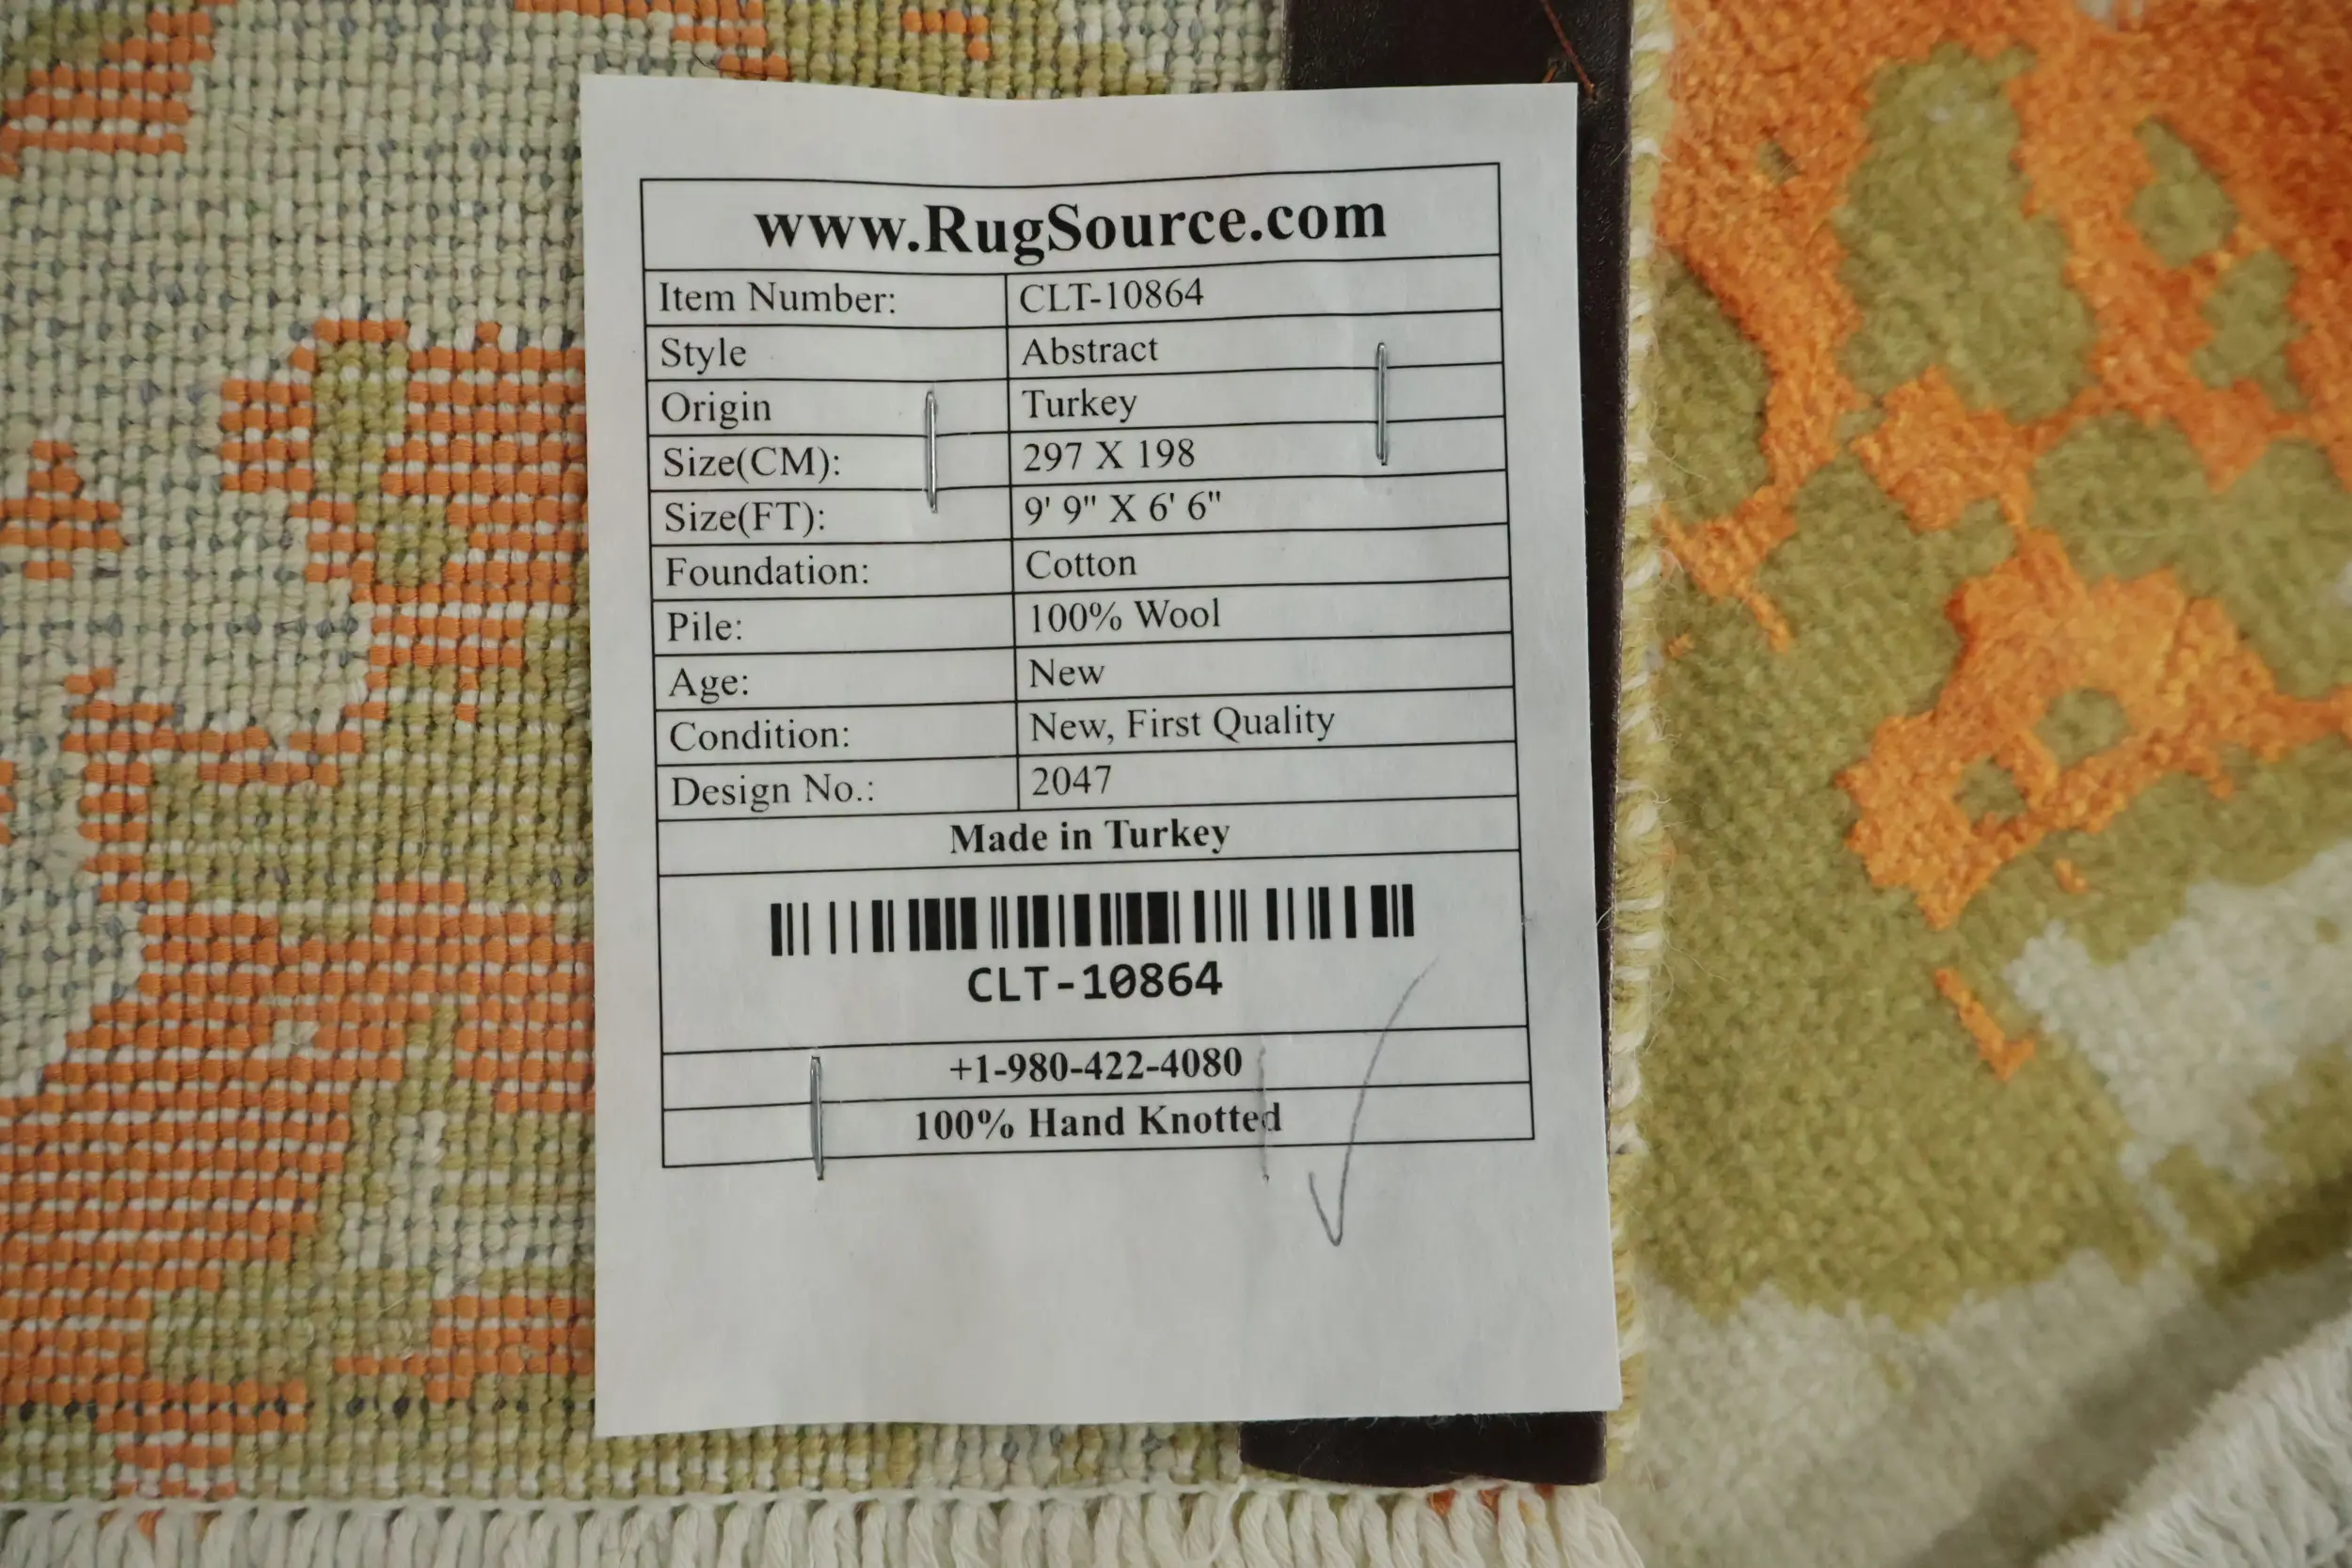 www.RugSource.com
Item Number: CLT-10864
Style Abstract
Origin Turkey
Size(CM): 297 X 198
Size(FT): 9' 9" X 6' 6"
Foundation: Cotton
Pile: 100% Wool
Age: New
Condition: New, First Quality
Design No.: 2047
Made in Turkey
CLT-10864
+1-980-422-4080
100% Hand Knotted